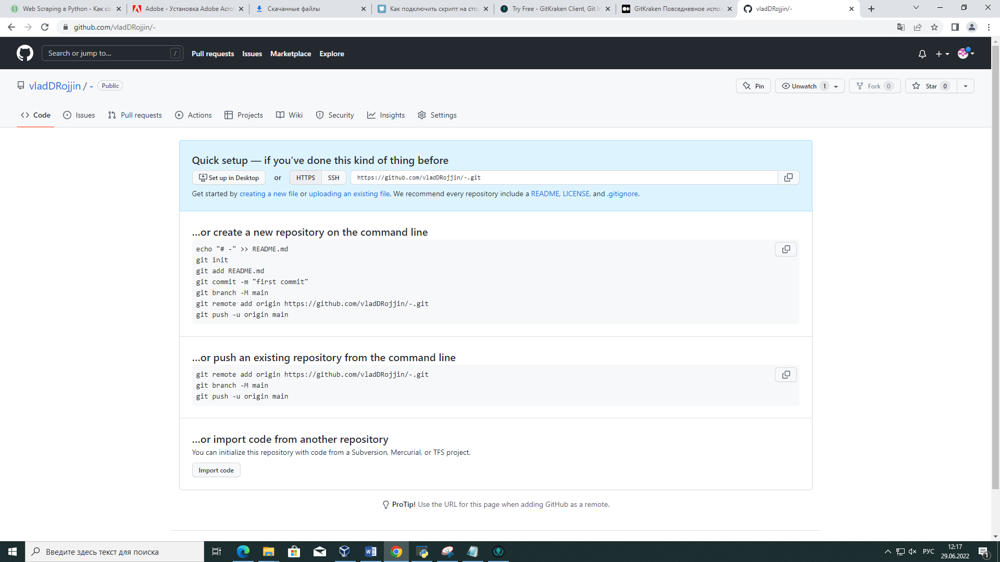 Web Scraping в Python - Как со
Adobe - Установка Adobe Acro
Скачанные файлы
Как подключить скрипт на сто
Try Free - GitKraken Client, Git I
GitKraken Повседневное испол
vladDRojjin/-
github.com/vladDRojjin/-
Search or jump to... /
Pull requests Issues Marketplace Explore
vladDRojjin / - Public
Pin Unwatch 1 Fork 0 Star 0
Code Issues Pull requests Actions Projects Wiki Security Insights Settings
Quick setup — if you’ve done this kind of thing before
Set up in Desktop or HTTPS SSH https://github.com/vladDRojjin/-.git
Get started by creating a new file or uploading an existing file. We recommend every repository include a README, LICENSE, and .gitignore.
…or create a new repository on the command line
echo "# -" >> README.md
git init
git add README.md
git commit -m "first commit"
git branch -M main
git remote add origin https://github.com/vladDRojjin/-.git
git push -u origin main
…or push an existing repository from the command line
git remote add origin https://github.com/vladDRojjin/-.git
git branch -M main
git push -u origin main
…or import code from another repository
You can initialize this repository with code from a Subversion, Mercurial, or TFS project.
Import code
ProTip! Use the URL for this page when adding GitHub as a remote.
Введите здесь текст для поиска
РУС
12:17
29.06.2022
1